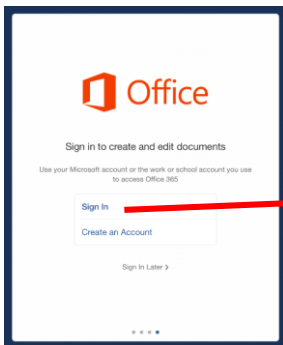 Office
Sign in to create and edit documents
Use your Microsoft account or the work or school account you use
to access Office 365
Sign In
Create an Account
Sign In Later >